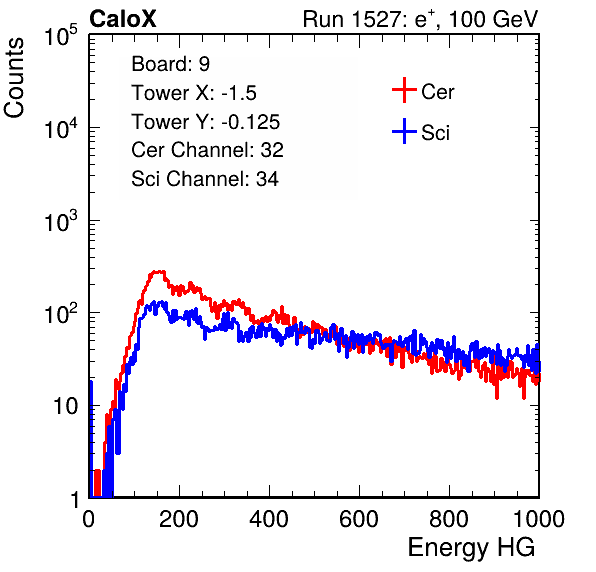 CaloX Run 1527: e⁺, 100 GeV
Board: 9
Tower X: -1.5
Tower Y: -0.125
Cer Channel: 32
Sci Channel: 34
Cer
Sci
Counts
10⁵
10⁴
10³
10²
10
1
0 200 400 600 800 1000
Energy HG